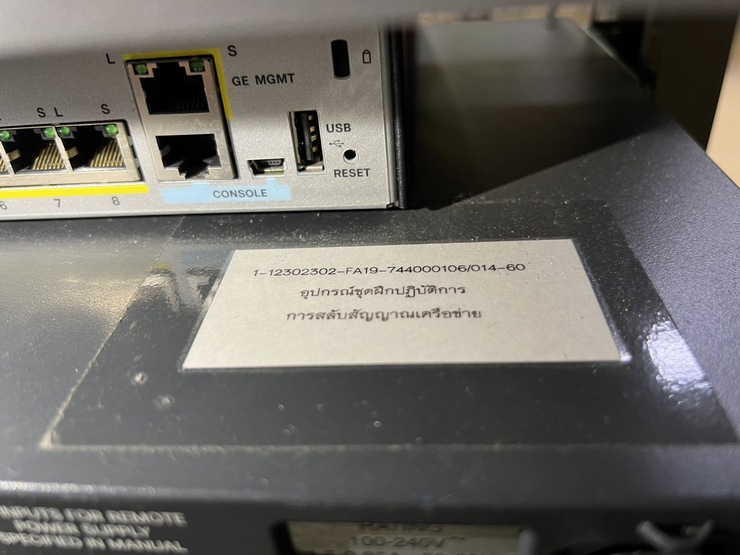 L S
GE MGMT
S L S
USB
RESET
CONSOLE
6 7 8
1-12302302-FA19-744000106/014-60
อุปกรณ์ชุดฝึกปฏิบัติการ
การสลับสัญญาณเครือข่าย
INPUTS FOR REMOTE
POWER SUPPLY
SPECIFIED IN MANUAL
RATING
100-240V~